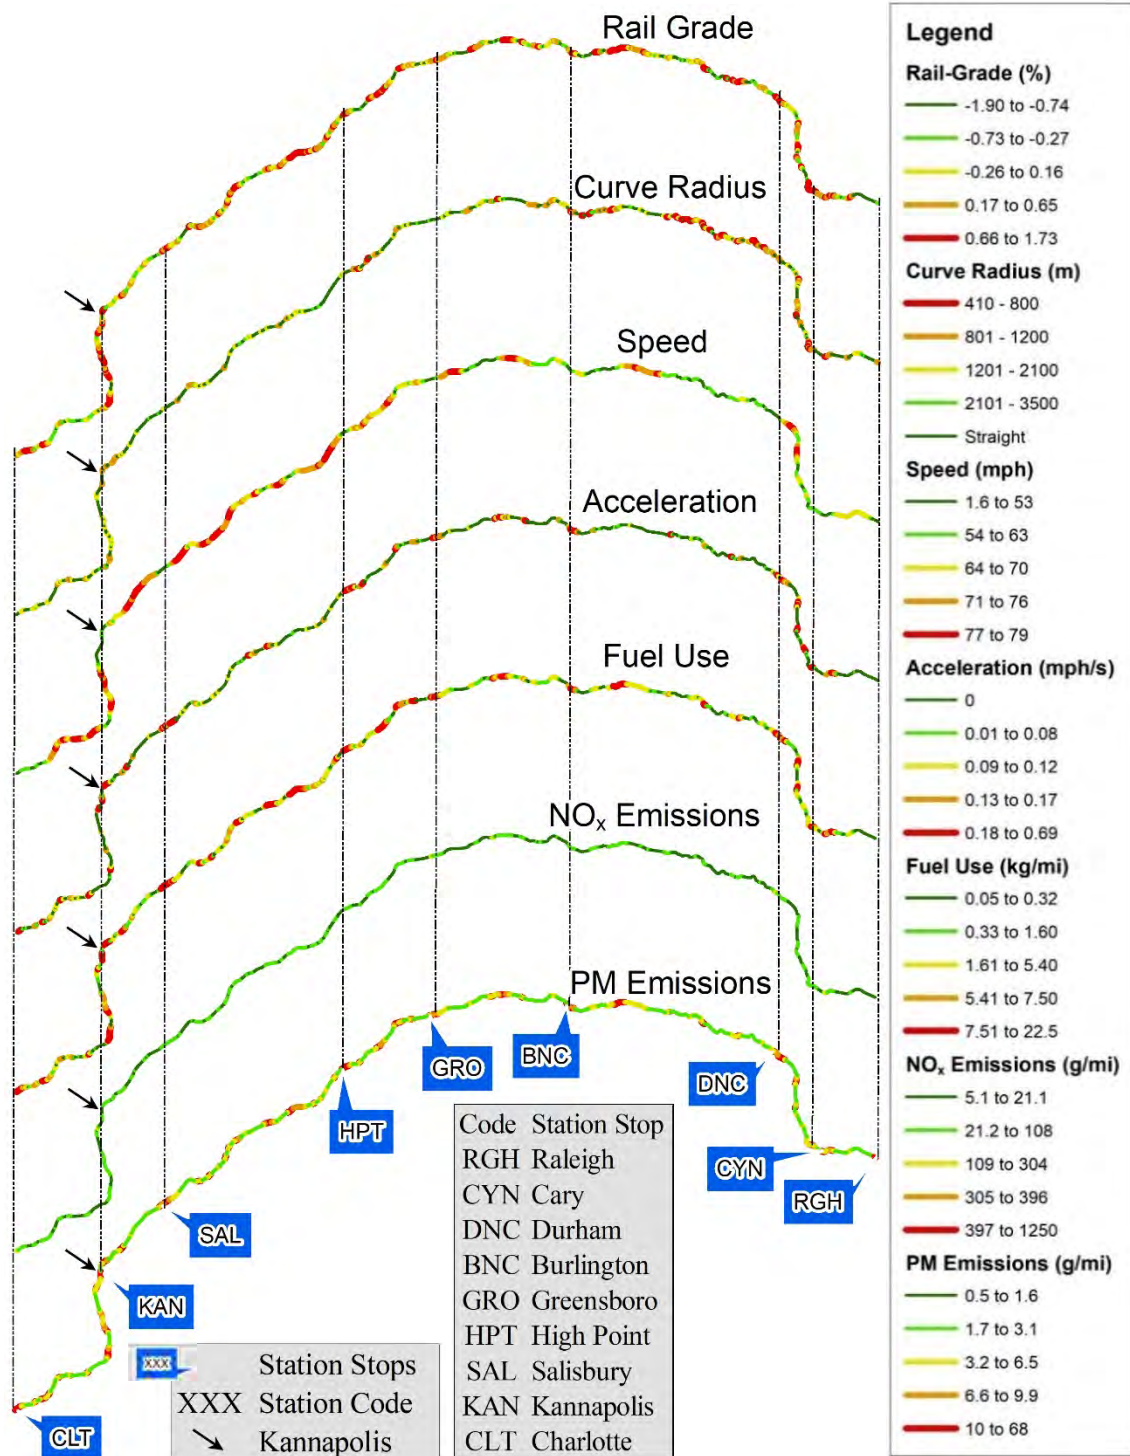 Rail Grade
Curve Radius
Speed
Acceleration
Fuel Use
NOₓ Emissions
PM Emissions
GRO
BNC
DNC
HPT
CYN
RGH
SAL
KAN
CLT
Code Station Stop
RGH Raleigh
CYN Cary
DNC Durham
BNC Burlington
GRO Greensboro
HPT High Point
SAL Salisbury
KAN Kannapolis
CLT Charlotte
XXX Station Stops
XXX Station Code
Kannapolis
Legend
Rail-Grade (%)
-1.90 to -0.74
-0.73 to -0.27
-0.26 to 0.16
0.17 to 0.65
0.66 to 1.73
Curve Radius (m)
410 - 800
801 - 1200
1201 - 2100
2101 - 3500
Straight
Speed (mph)
1.6 to 53
54 to 63
64 to 70
71 to 76
77 to 79
Acceleration (mph/s)
0
0.01 to 0.08
0.09 to 0.12
0.13 to 0.17
0.18 to 0.69
Fuel Use (kg/mi)
0.05 to 0.32
0.33 to 1.60
1.61 to 5.40
5.41 to 7.50
7.51 to 22.5
NOₓ Emissions (g/mi)
5.1 to 21.1
21.2 to 108
109 to 304
305 to 396
397 to 1250
PM Emissions (g/mi)
0.5 to 1.6
1.7 to 3.1
3.2 to 6.5
6.6 to 9.9
10 to 68